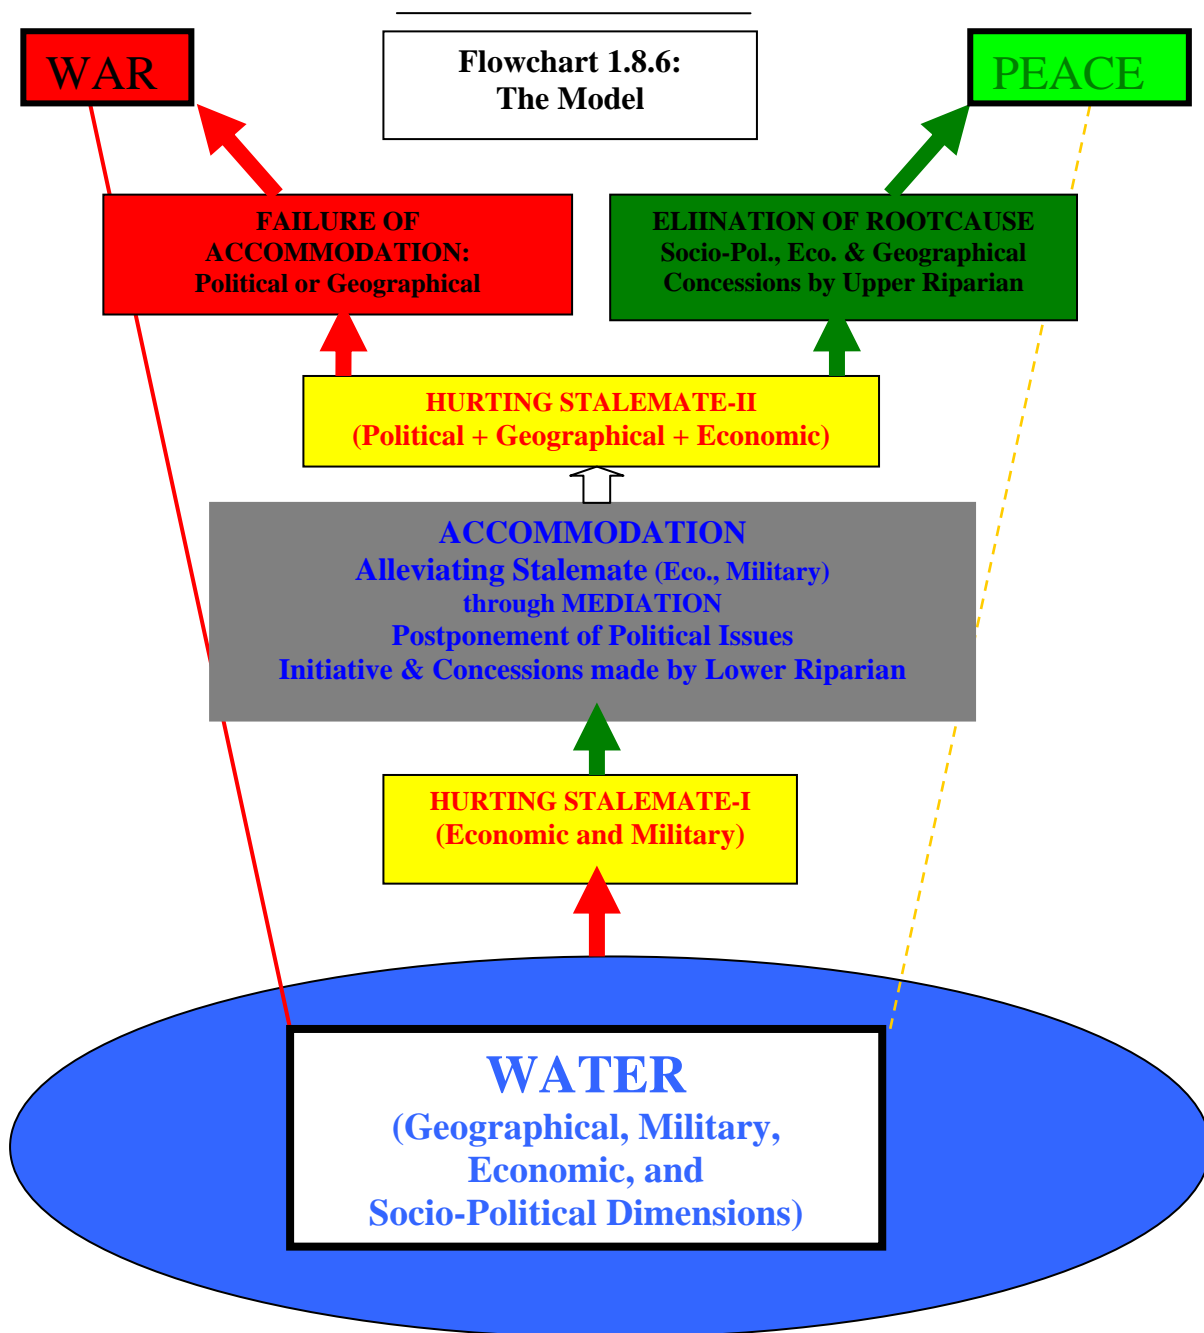 Flowchart 1.8.6:
The Model
WAR
PEACE
FAILURE OF
ACCOMMODATION:
Political or Geographical
ELIINATION OF ROOTCAUSE
Socio-Pol., Eco. & Geographical
Concessions by Upper Riparian
HURTING STALEMATE-II
(Political + Geographical + Economic)
ACCOMMODATION
Alleviating Stalemate (Eco., Military)
through MEDIATION
Postponement of Political Issues
Initiative & Concessions made by Lower Riparian
HURTING STALEMATE-I
(Economic and Military)
WATER
(Geographical, Military,
Economic, and
Socio-Political Dimensions)